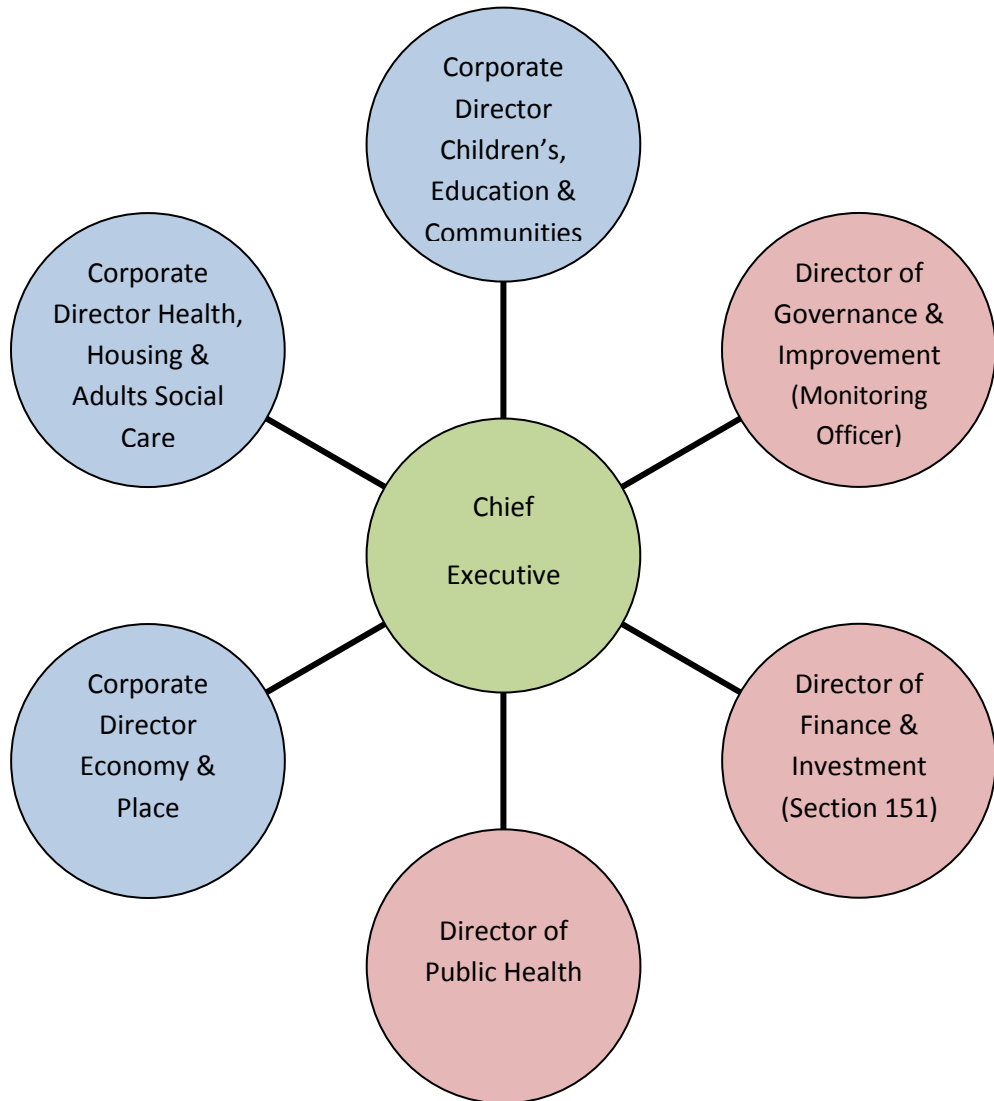 Corporate
Director
Children’s,
Education &
Communities
Corporate
Director Health,
Housing &
Adults Social
Care
Director of
Governance &
Improvement
(Monitoring
Officer)
Chief
Executive
Corporate
Director
Economy &
Place
Director of
Finance &
Investment
(Section 151)
Director of
Public Health